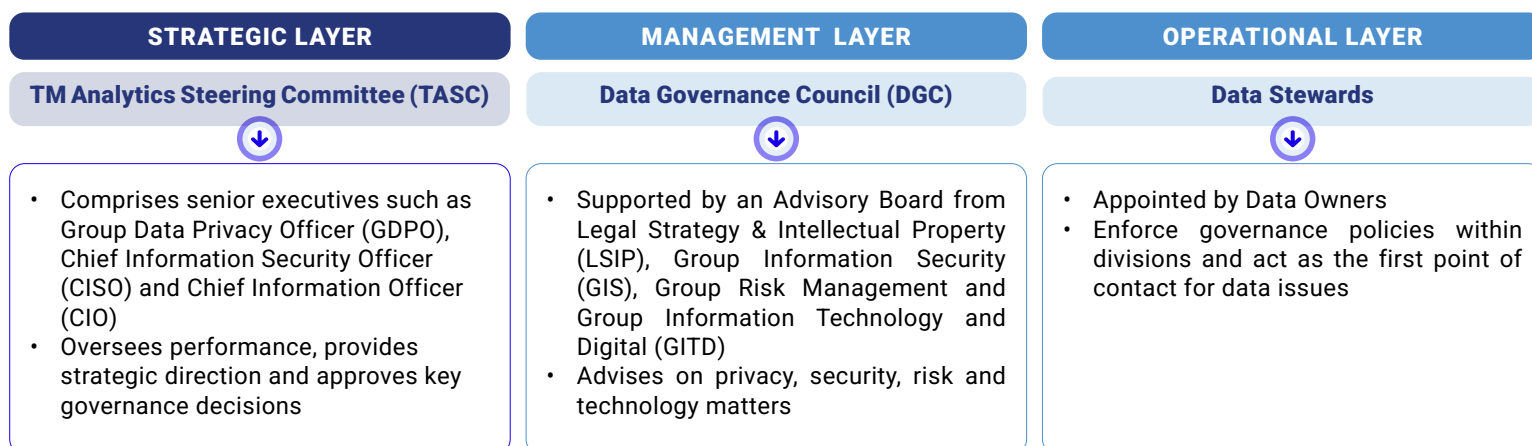 STRATEGIC LAYER
TM Analytics Steering Committee (TASC)
• Comprises senior executives such as
Group Data Privacy Officer (GDPO),
Chief Information Security Officer
(CISO) and Chief Information Officer
(CIO)
• Oversees performance, provides
strategic direction and approves key
governance decisions
MANAGEMENT LAYER
Data Governance Council (DGC)
• Supported by an Advisory Board from
Legal Strategy & Intellectual Property
(LSIP), Group Information Security
(GIS), Group Risk Management and
Group Information Technology and
Digital (GITD)
• Advises on privacy, security, risk and
technology matters
OPERATIONAL LAYER
Data Stewards
• Appointed by Data Owners
• Enforce governance policies within
divisions and act as the first point of
contact for data issues